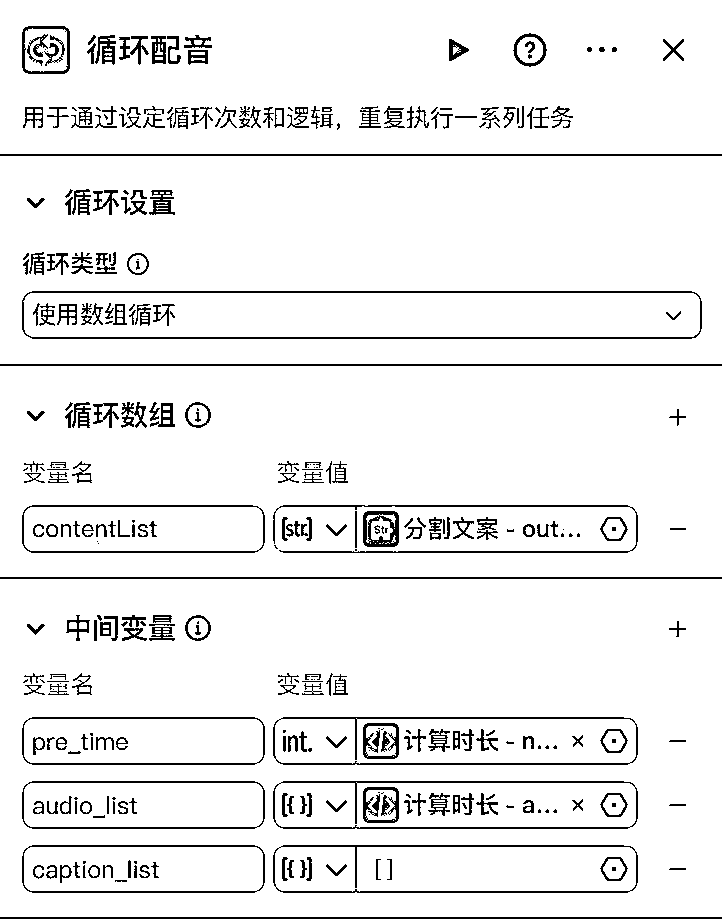 循环配音
用于通过设定循环次数和逻辑，重复执行一系列任务
循环设置
循环类型
使用数组循环
循环数组
变量名 变量值
contentList [str.] Str 分割文案 - out...
中间变量
变量名 变量值
pre_time int. 计算时长 - n... ×
audio_list [{}] 计算时长 - a... ×
caption_list [{}] []